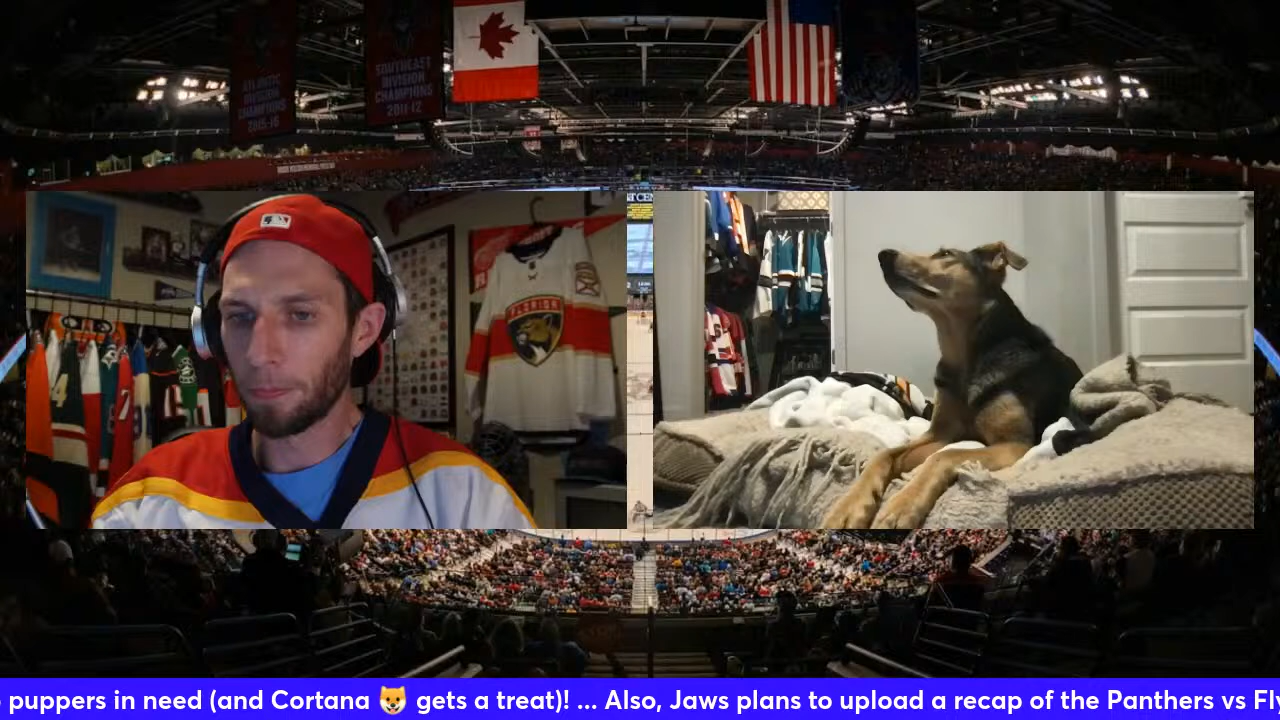 ATLANTIC
DIVISION
CHAMPIONS
2015-16
SOUTHEAST
DIVISION
CHAMPIONS
2011-12
FLORIDA
puppers in need (and Cortana 🐶 gets a treat)! ... Also, Jaws plans to upload a recap of the Panthers vs Fly